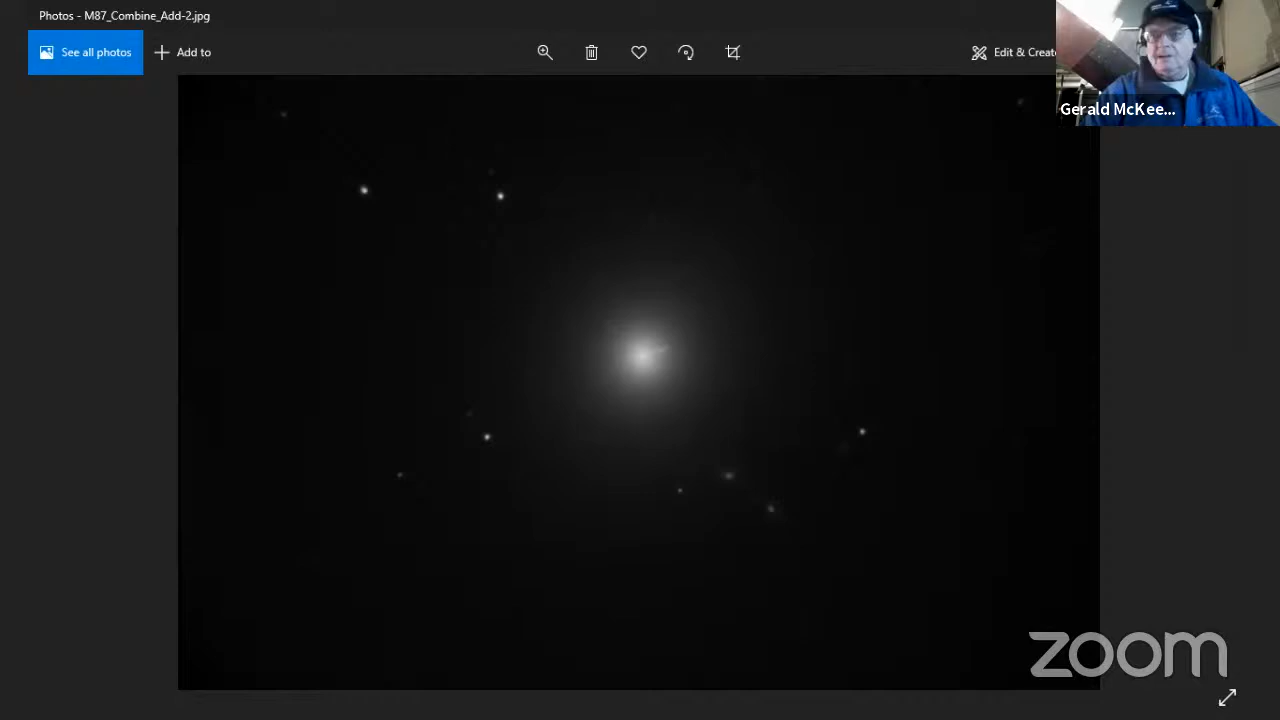 Photos - M87_Combine_Add-2.jpg
See all photos
Add to
Edit & Create
Gerald McKee...
zoom